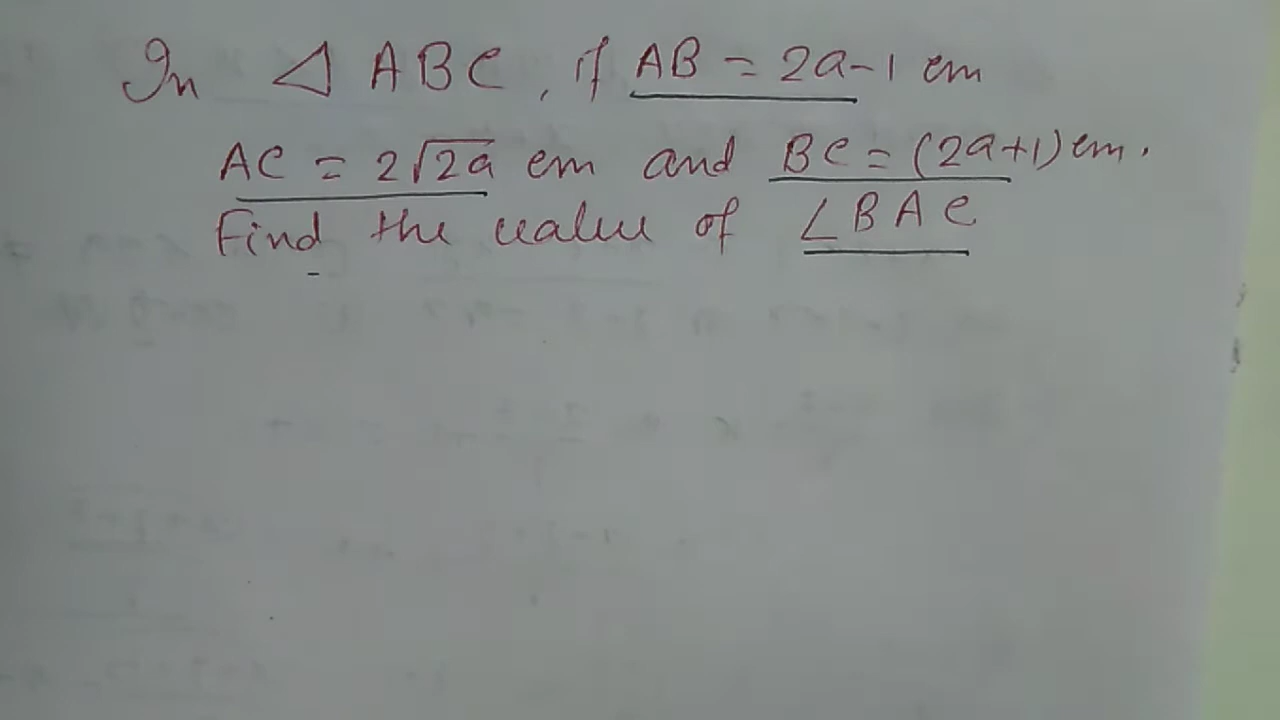 In △ ABC, if AB = 2a-1 cm
AC = 2√2a cm and BC = (2a+1) cm.
Find the value of ∠BAC